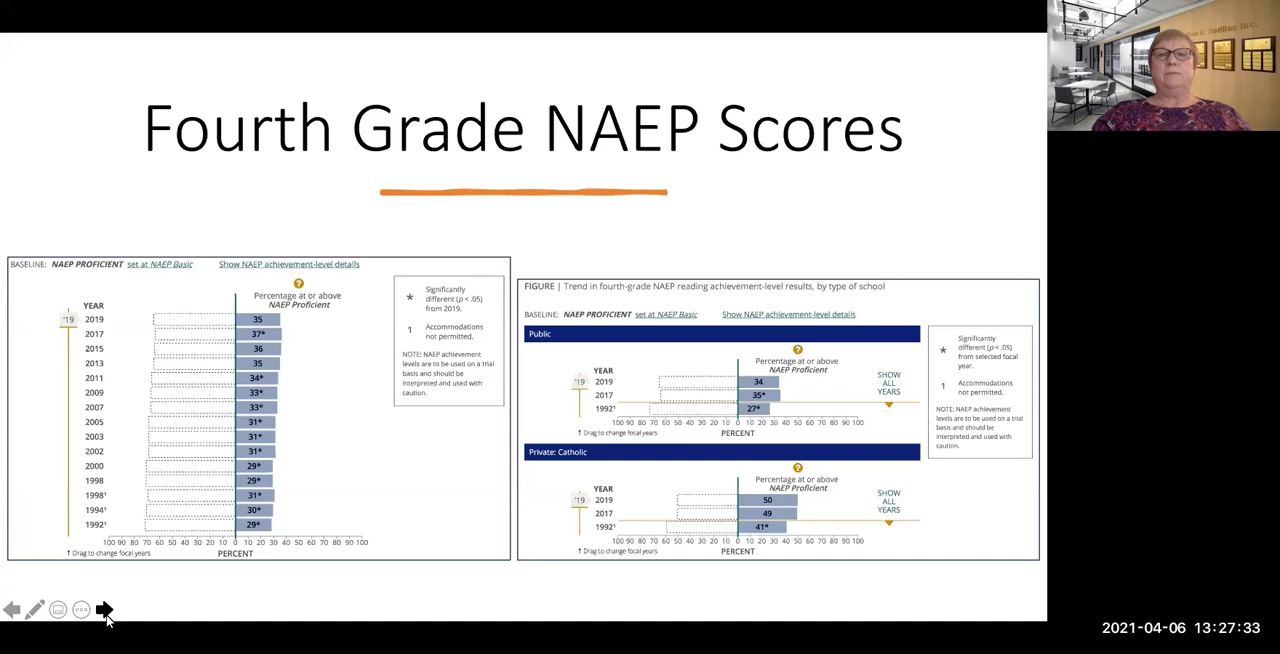 Fourth Grade NAEP Scores
BASELINE: NAEP PROFICIENT set at NAEP Basic Show NAEP achievement-level details
?
Percentage at or above
NAEP Proficient
YEAR
'19 2019 35
2017 37*
2015 36
2013 35
2011 34*
2009 33*
2007 33*
2005 31*
2003 31*
2002 31*
2000 29*
1998 29*
1998¹ 31*
1994¹ 30*
1992¹ 29*
100 90 80 70 60 50 40 30 20 10 0 10 20 30 40 50 60 70 80 90 100
↑ Drag to change focal years PERCENT
* Significantly
different (p < .05)
from 2019.
1 Accommodations
not permitted.
NOTE: NAEP achievement
levels are to be used on a trial
basis and should be
interpreted and used with
caution.
FIGURE | Trend in fourth-grade NAEP reading achievement-level results, by type of school
BASELINE: NAEP PROFICIENT set at NAEP Basic Show NAEP achievement-level details
Public
?
Percentage at or above
NAEP Proficient
YEAR
'19 2019 34
2017 35*
1992¹ 27*
SHOW
ALL
YEARS
100 90 80 70 60 50 40 30 20 10 0 10 20 30 40 50 60 70 80 90 100
↑ Drag to change focal years PERCENT
Private: Catholic
?
Percentage at or above
NAEP Proficient
YEAR
'19 2019 50
2017 49
1992¹ 41*
SHOW
ALL
YEARS
100 90 80 70 60 50 40 30 20 10 0 10 20 30 40 50 60 70 80 90 100
↑ Drag to change focal years PERCENT
* Significantly
different (p < .05)
from selected focal
year.
1 Accommodations
not permitted.
NOTE: NAEP achievement
levels are to be used on a trial
basis and should be
interpreted and used with
caution.
Inc.
2021-04-06 13:27:33